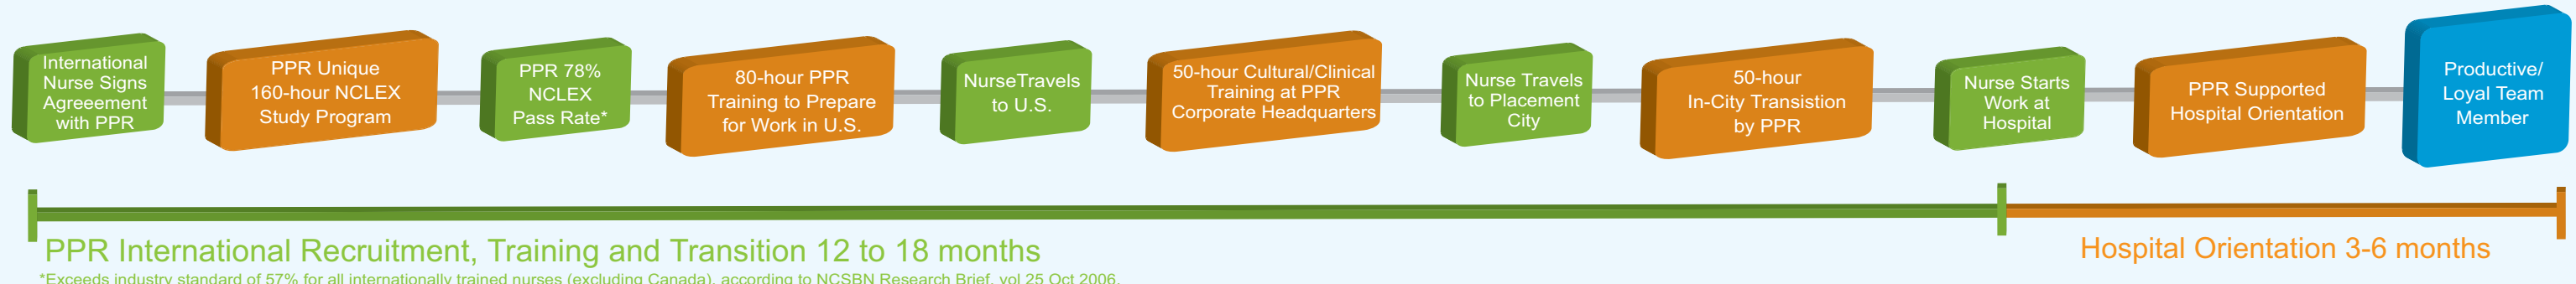 International
Nurse Signs
Agreeement
with PPR
PPR Unique
160-hour NCLEX
Study Program
PPR 78%
NCLEX
Pass Rate*
80-hour PPR
Training to Prepare
for Work in U.S.
NurseTravels
to U.S.
50-hour Cultural/Clinical
Training at PPR
Corporate Headquarters
Nurse Travels
to Placement
City
50-hour
In-City Transistion
by PPR
Nurse Starts
Work at
Hospital
PPR Supported
Hospital Orientation
Productive/
Loyal Team
Member
PPR International Recruitment, Training and Transition 12 to 18 months
Hospital Orientation 3-6 months
*Exceeds industry standard of 57% for all internationally trained nurses (excluding Canada), according to NCSBN Research Brief, vol 25 Oct 2006.